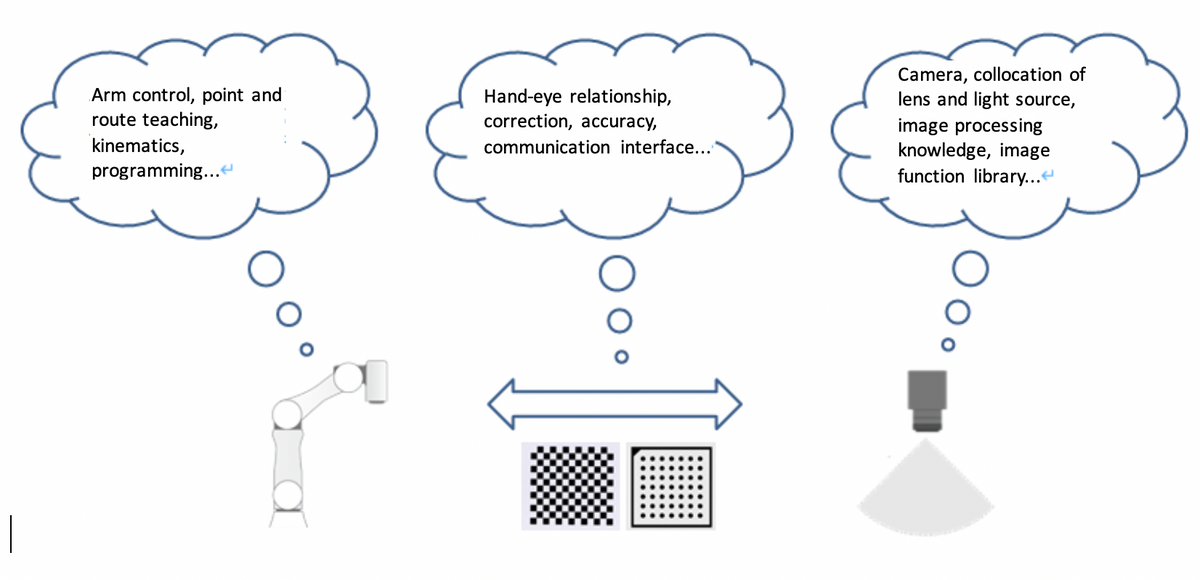 Arm control, point and
route teaching,
kinematics,
programming...↵
Hand-eye relationship,
correction, accuracy,
communication interface...
Camera, collocation of
lens and light source,
image processing
knowledge, image
function library...↵